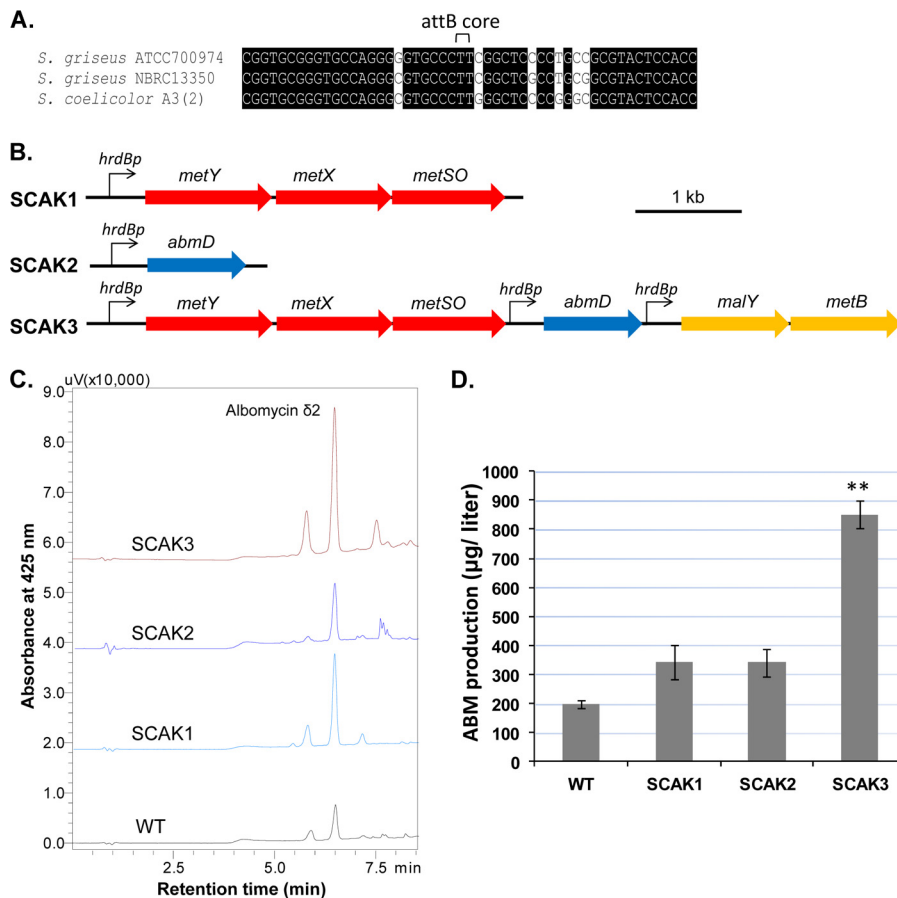 A.
attB core
S. griseus ATCC700974 CGGTGCGGGTGCCAGGGGGTGCCCTTCGGCTCCCCTGCCGCGTACTCCACC
S. griseus NBRC13350 CGGTGCGGGTGCCAGGGCGTGCCCTTCGGCTCCCCTGCCGCGTACTCCACC
S. coelicolor A3(2) CGGTGCGGGTGCCAGGGCGTGCCCTTGGGCTCCCCGGGCGCGTACTCCACC
B.
hrdBp metY metX metSO
SCAK1
1 kb
hrdBp abmD
SCAK2
hrdBp metY metX metSO hrdBp abmD hrdBp malY metB
SCAK3
C.
uV(x10,000)
9.0
8.0
7.0
6.0
5.0
4.0
3.0
2.0
1.0
0.0
Absorbance at 425 nm
Albomycin δ2
SCAK3
SCAK2
SCAK1
WT
2.5 5.0 7.5 min
Retention time (min)
D.
ABM production (µg/ liter)
1000
900
800
700
600
500
400
300
200
100
0
**
WT SCAK1 SCAK2 SCAK3